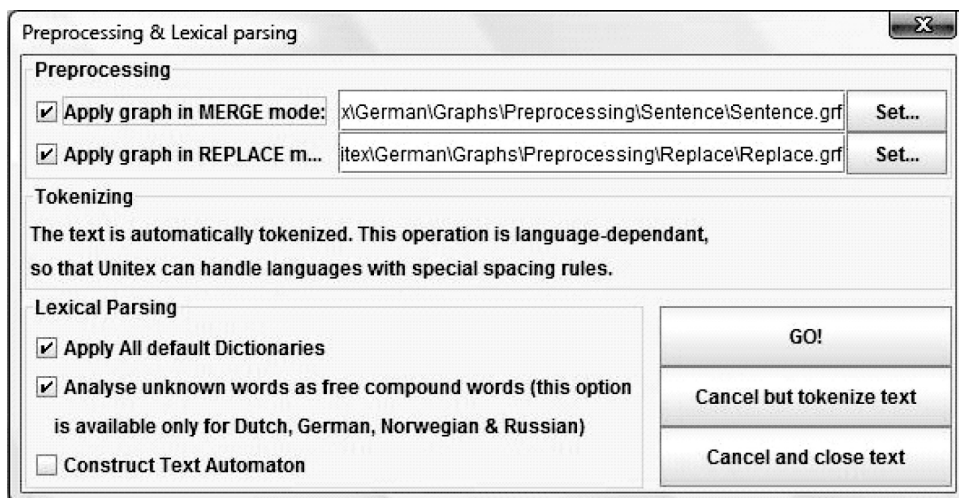 Preprocessing & Lexical parsing
X
Preprocessing
Apply graph in MERGE mode: x\German\Graphs\Preprocessing\Sentence\Sentence.grf Set...
Apply graph in REPLACE m... itex\German\Graphs\Preprocessing\Replace\Replace.grf Set...
Tokenizing
The text is automatically tokenized. This operation is language-dependant,
so that Unitex can handle languages with special spacing rules.
Lexical Parsing
Apply All default Dictionaries
Analyse unknown words as free compound words (this option
is available only for Dutch, German, Norwegian & Russian)
Construct Text Automaton
GO!
Cancel but tokenize text
Cancel and close text